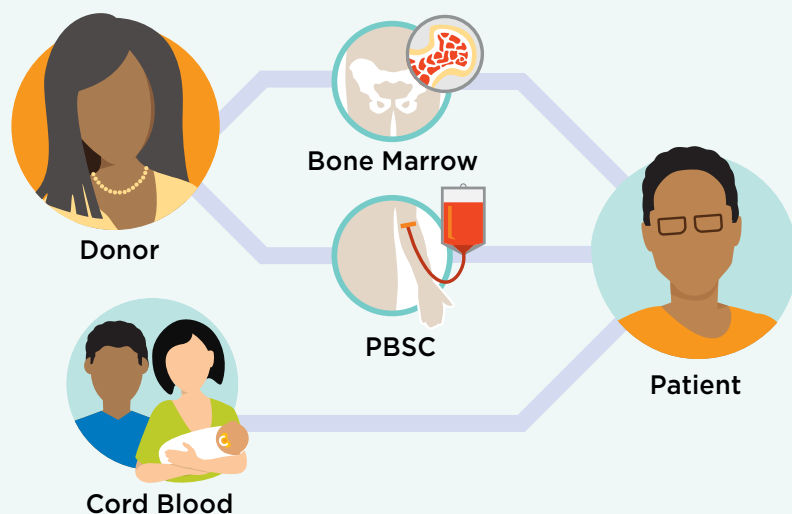 Bone Marrow
Donor
PBSC
Patient
Cord Blood